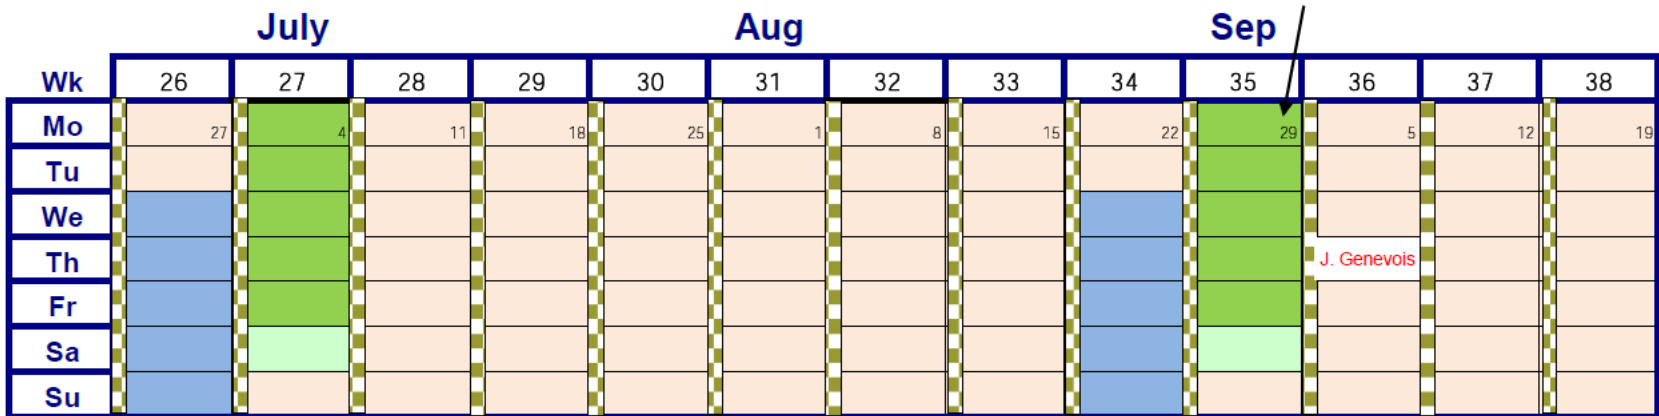 July Aug Sep
Wk 26 27 28 29 30 31 32 33 34 35 36 37 38
Mo 27 4 11 18 25 1 8 15 22 29 5 12 19
Tu
We
Th J. Genevois
Fr
Sa
Su